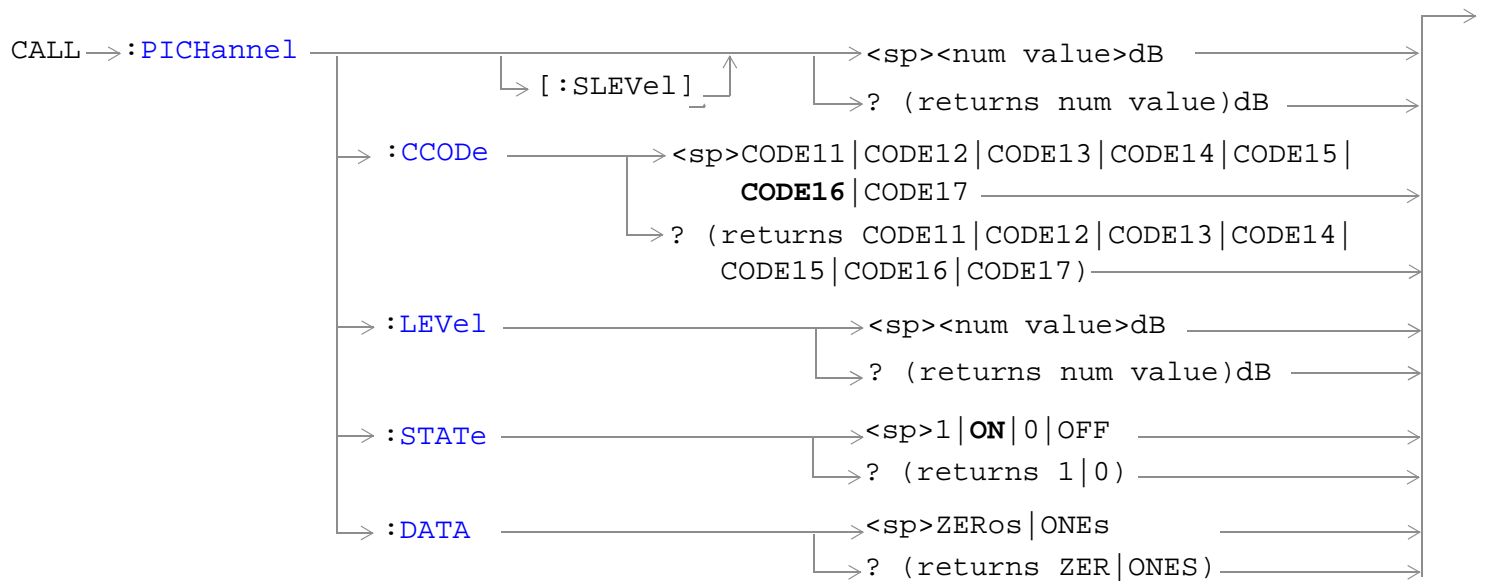 CALL :PICHannel <sp><num value>dB
[:SLEVel] ? (returns num value)dB
:CCODe <sp>CODE11|CODE12|CODE13|CODE14|CODE15|
CODE16|CODE17
? (returns CODE11|CODE12|CODE13|CODE14|
CODE15|CODE16|CODE17)
:LEVel <sp><num value>dB
? (returns num value)dB
:STATe <sp>1|ON|0|OFF
? (returns 1|0)
:DATA <sp>ZERos|ONEs
? (returns ZER|ONES)